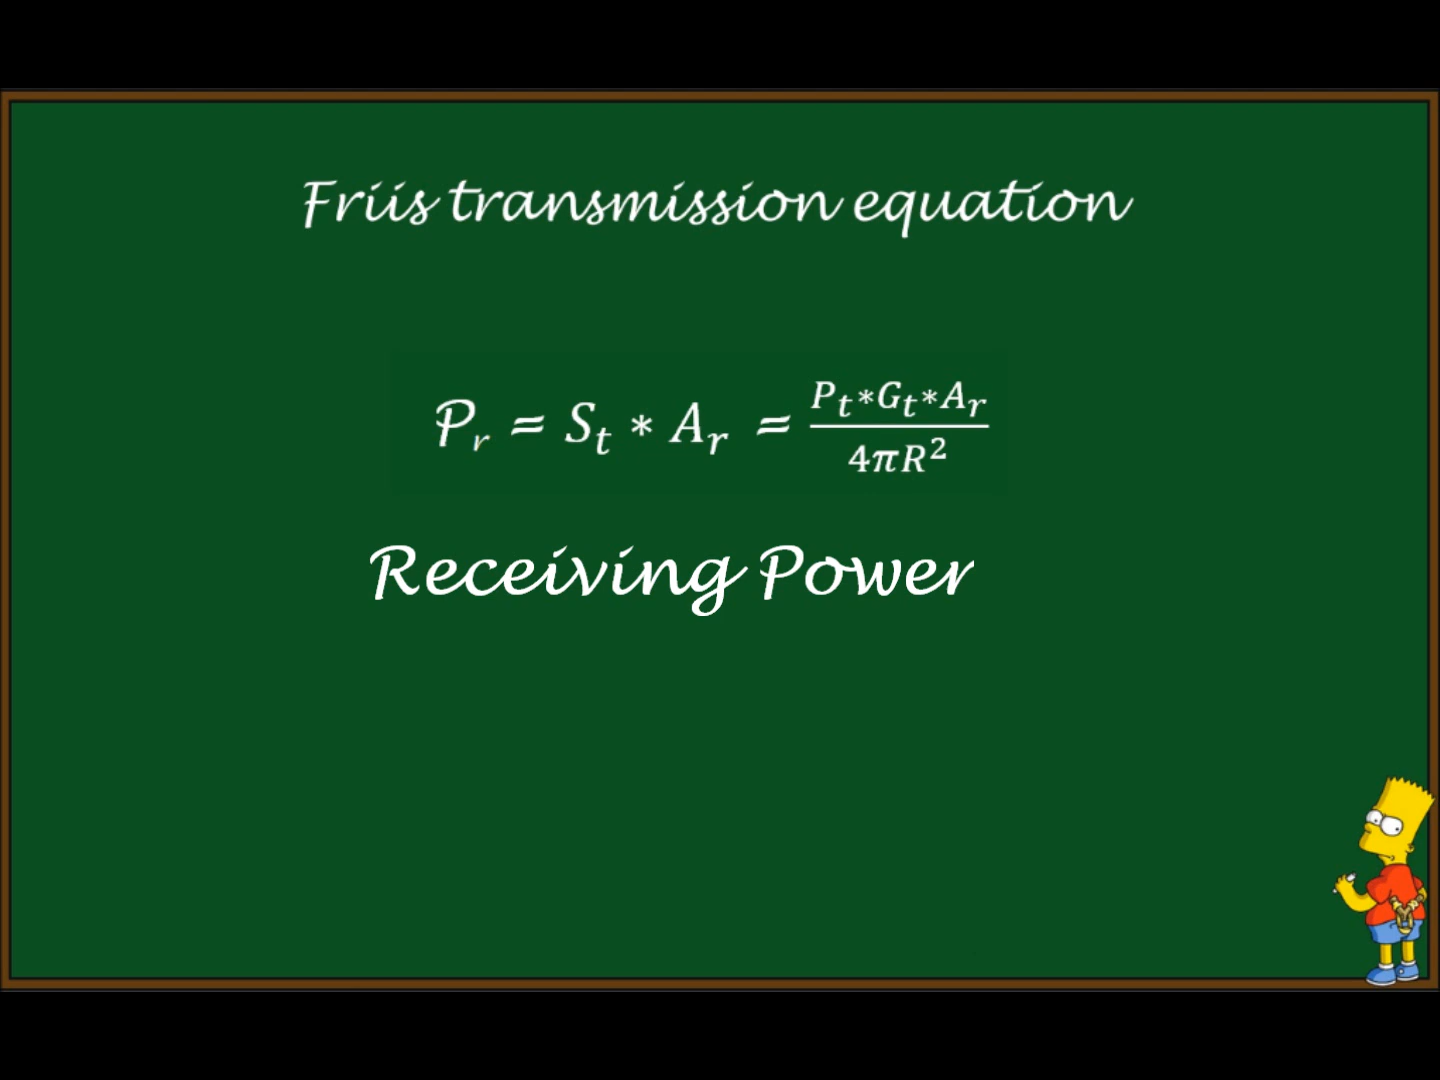 Friis transmission equation
𝒫ᵣ = Sₜ * Aᵣ = (Pₜ*Gₜ*Aᵣ)/(4πR²)
Receiving Power